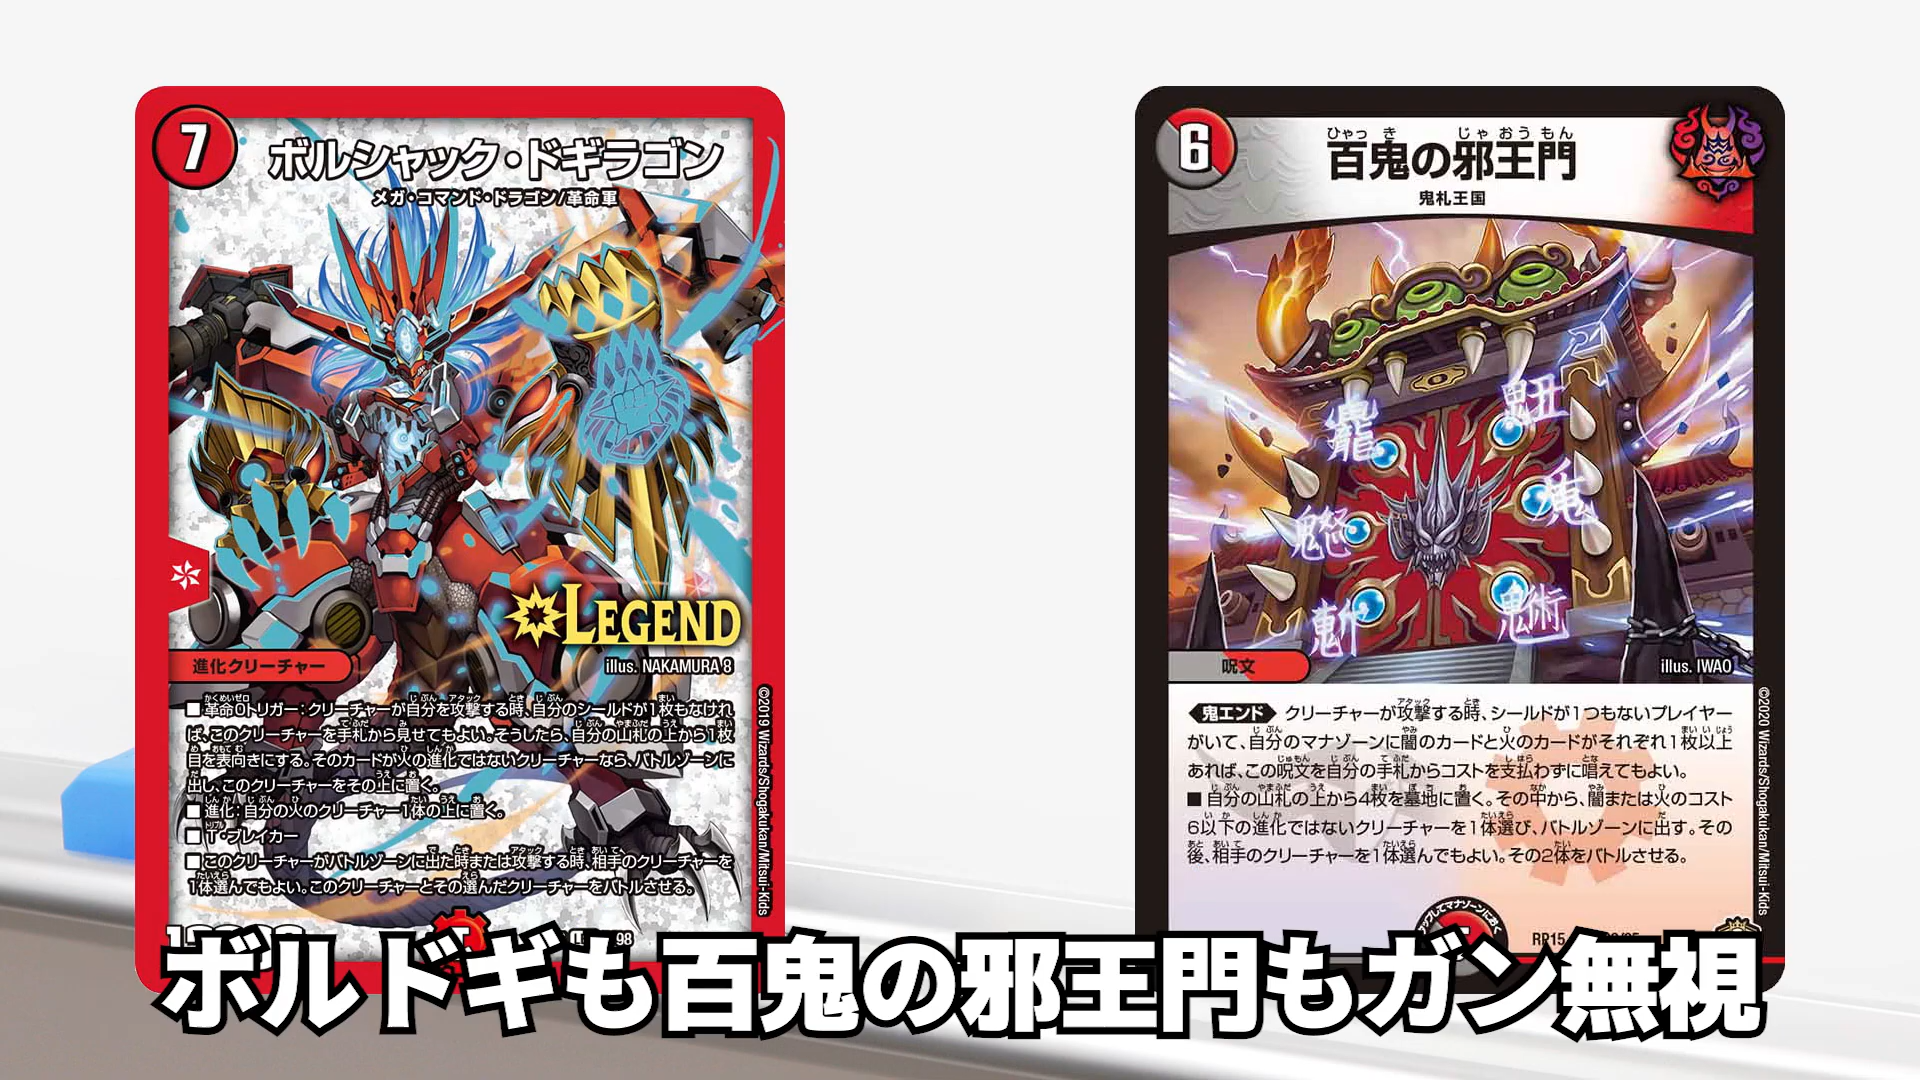 7
ボルシャック・ドギラゴン
メガ・コマンド・ドラゴン/革命軍
LEGEND
進化クリーチャー
illus. NAKAMURA 8
■革命0トリガー:クリーチャーが自分を攻撃する時、自分のシールドが1枚もなけれ
ば、このクリーチャーを手札から見せてもよい。そうしたら、自分の山札の上から1枚
目を表向きにする。そのカードが火の進化ではないクリーチャーなら、バトルゾーンに
出し、このクリーチャーをその上に置く。
■進化:自分の火のクリーチャー1体の上に置く。
■T・ブレイカー
■このクリーチャーがバトルゾーンに出た時または攻撃する時、相手のクリーチャーを
1体選んでもよい。このクリーチャーとその選んだクリーチャーをバトルさせる。
©2019 Wizards/Shogakukan/Mitsui-Kids
6
百鬼の邪王門
ひゃっき じゃおうもん
鬼札王国
呪文
illus. IWAO
鬼エンド クリーチャーが攻撃する時、シールドが1つもないプレイヤー
がいて、自分のマナゾーンに闇のカードと火のカードがそれぞれ1枚以上
あれば、この呪文を自分の手札からコストを支払わずに唱えてもよい。
■自分の山札の上から4枚を墓地に置く。その中から、闇または火のコスト
6以下の進化ではないクリーチャーを1体選び、バトルゾーンに出す。その
後、相手のクリーチャーを1体選んでもよい。その2体をバトルさせる。
©2020 Wizards/Shogakukan/Mitsui-Kids
RP15
ボルドギも百鬼の邪王門もガン無視